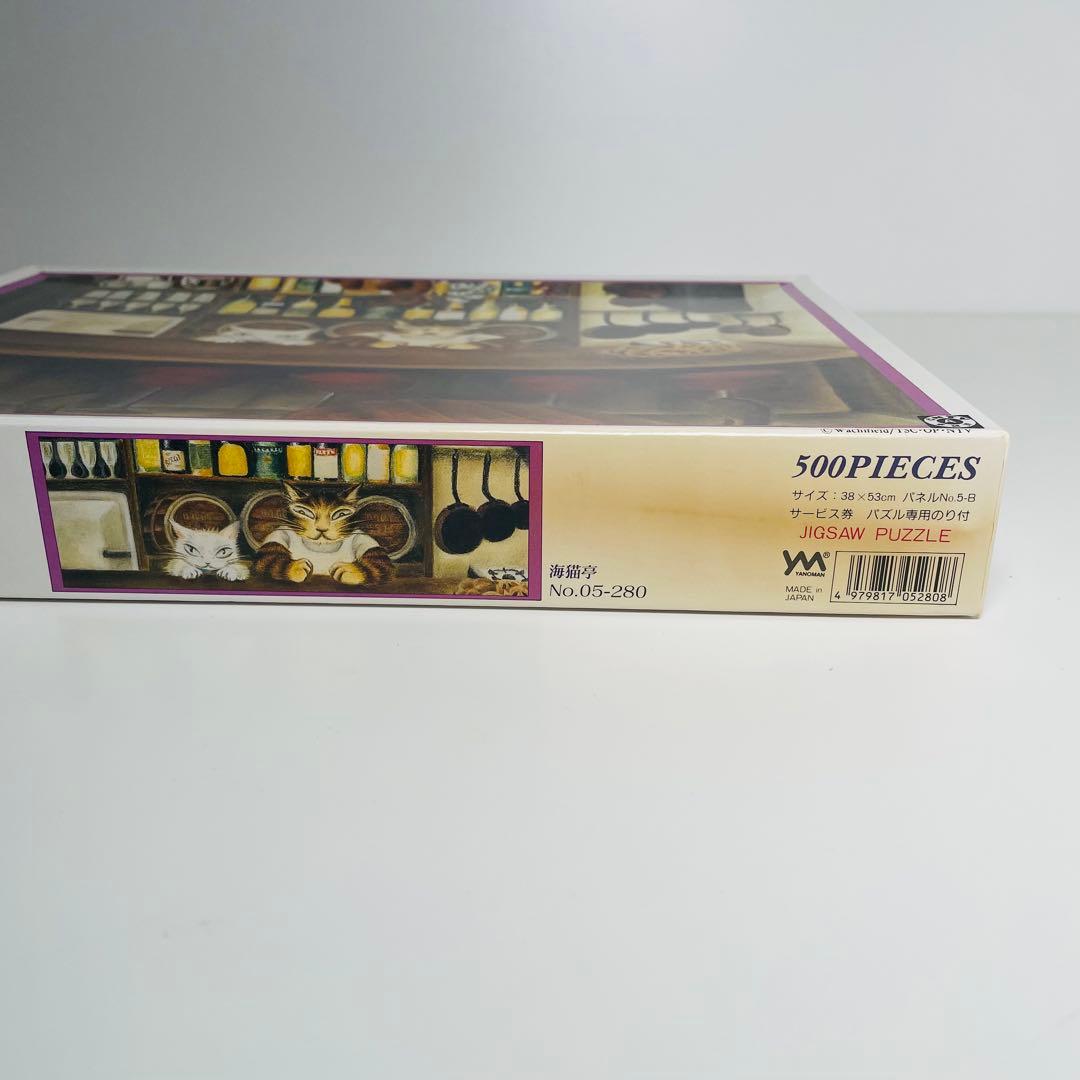 © Wachifield/TSC・OP・NTV
500PIECES
サイズ：38×53cm パネルNo.5-B
サービス券 パズル専用のり付
JIGSAW PUZZLE
海猫亭
No.05-280
YM®
YANOMAN
MADE in
JAPAN
4 979817 052808